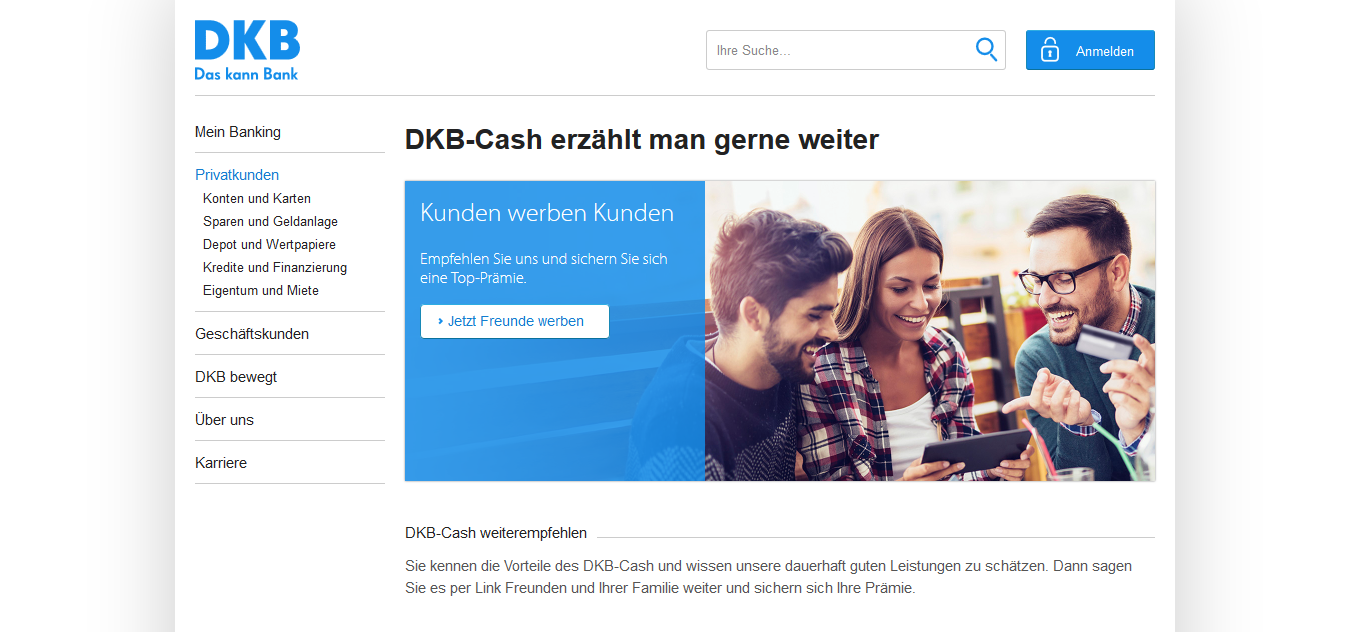 DKB
Das kann Bank
Ihre Suche...
Anmelden
Mein Banking
Privatkunden
Konten und Karten
Sparen und Geldanlage
Depot und Wertpapiere
Kredite und Finanzierung
Eigentum und Miete
Geschäftskunden
DKB bewegt
Über uns
Karriere
DKB-Cash erzählt man gerne weiter
Kunden werben Kunden
Empfehlen Sie uns und sichern Sie sich
eine Top-Prämie.
› Jetzt Freunde werben
DKB-Cash weiterempfehlen
Sie kennen die Vorteile des DKB-Cash und wissen unsere dauerhaft guten Leistungen zu schätzen. Dann sagen
Sie es per Link Freunden und Ihrer Familie weiter und sichern sich Ihre Prämie.